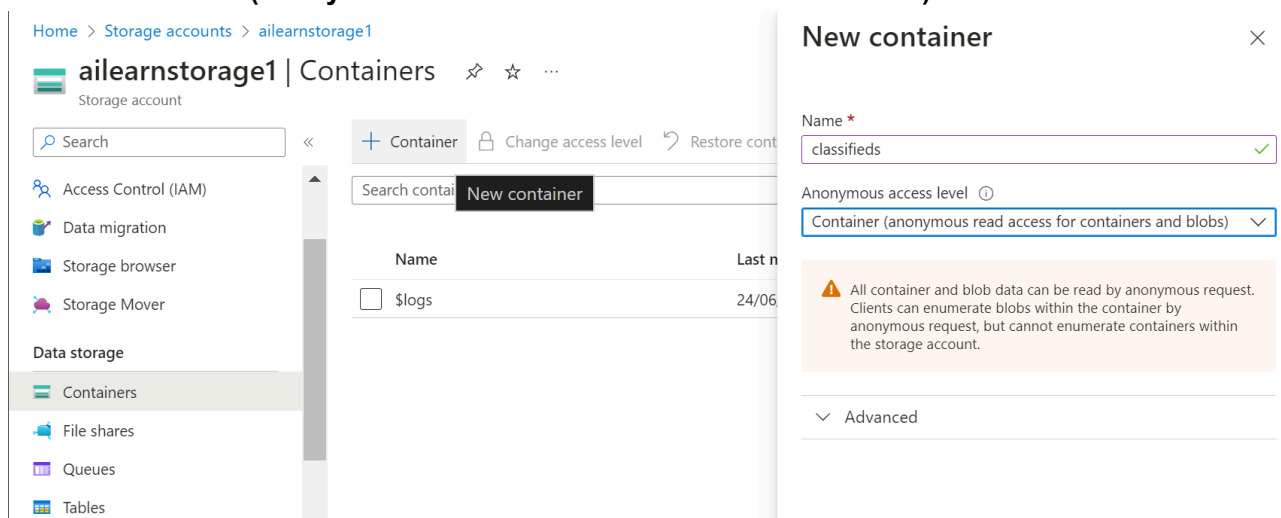 Home > Storage accounts > ailearnstorage1
ailearnstorage1 | Containers
Storage account
Search
Access Control (IAM)
Data migration
Storage browser
Storage Mover
Data storage
Containers
File shares
Queues
Tables
+ Container Change access level Restore cont
Search contai
New container
Name Last n
$logs 24/06
New container
Name *
classifieds
Anonymous access level
Container (anonymous read access for containers and blobs)
All container and blob data can be read by anonymous request.
Clients can enumerate blobs within the container by
anonymous request, but cannot enumerate containers within
the storage account.
Advanced